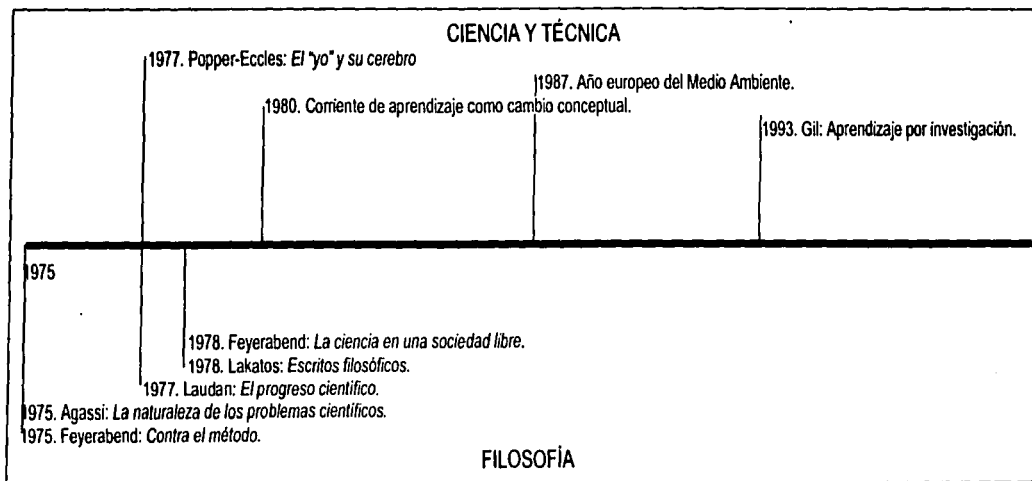 CIENCIA Y TÉCNICA
1977. Popper-Eccles: El "yo" y su cerebro
1987. Año europeo del Medio Ambiente.
1980. Corriente de aprendizaje como cambio conceptual.
1993. Gil: Aprendizaje por investigación.
1975
1978. Feyerabend: La ciencia en una sociedad libre.
1978. Lakatos: Escritos filosóficos.
1977. Laudan: El progreso científico.
1975. Agassi: La naturaleza de los problemas científicos.
1975. Feyerabend: Contra el método.
FILOSOFÍA